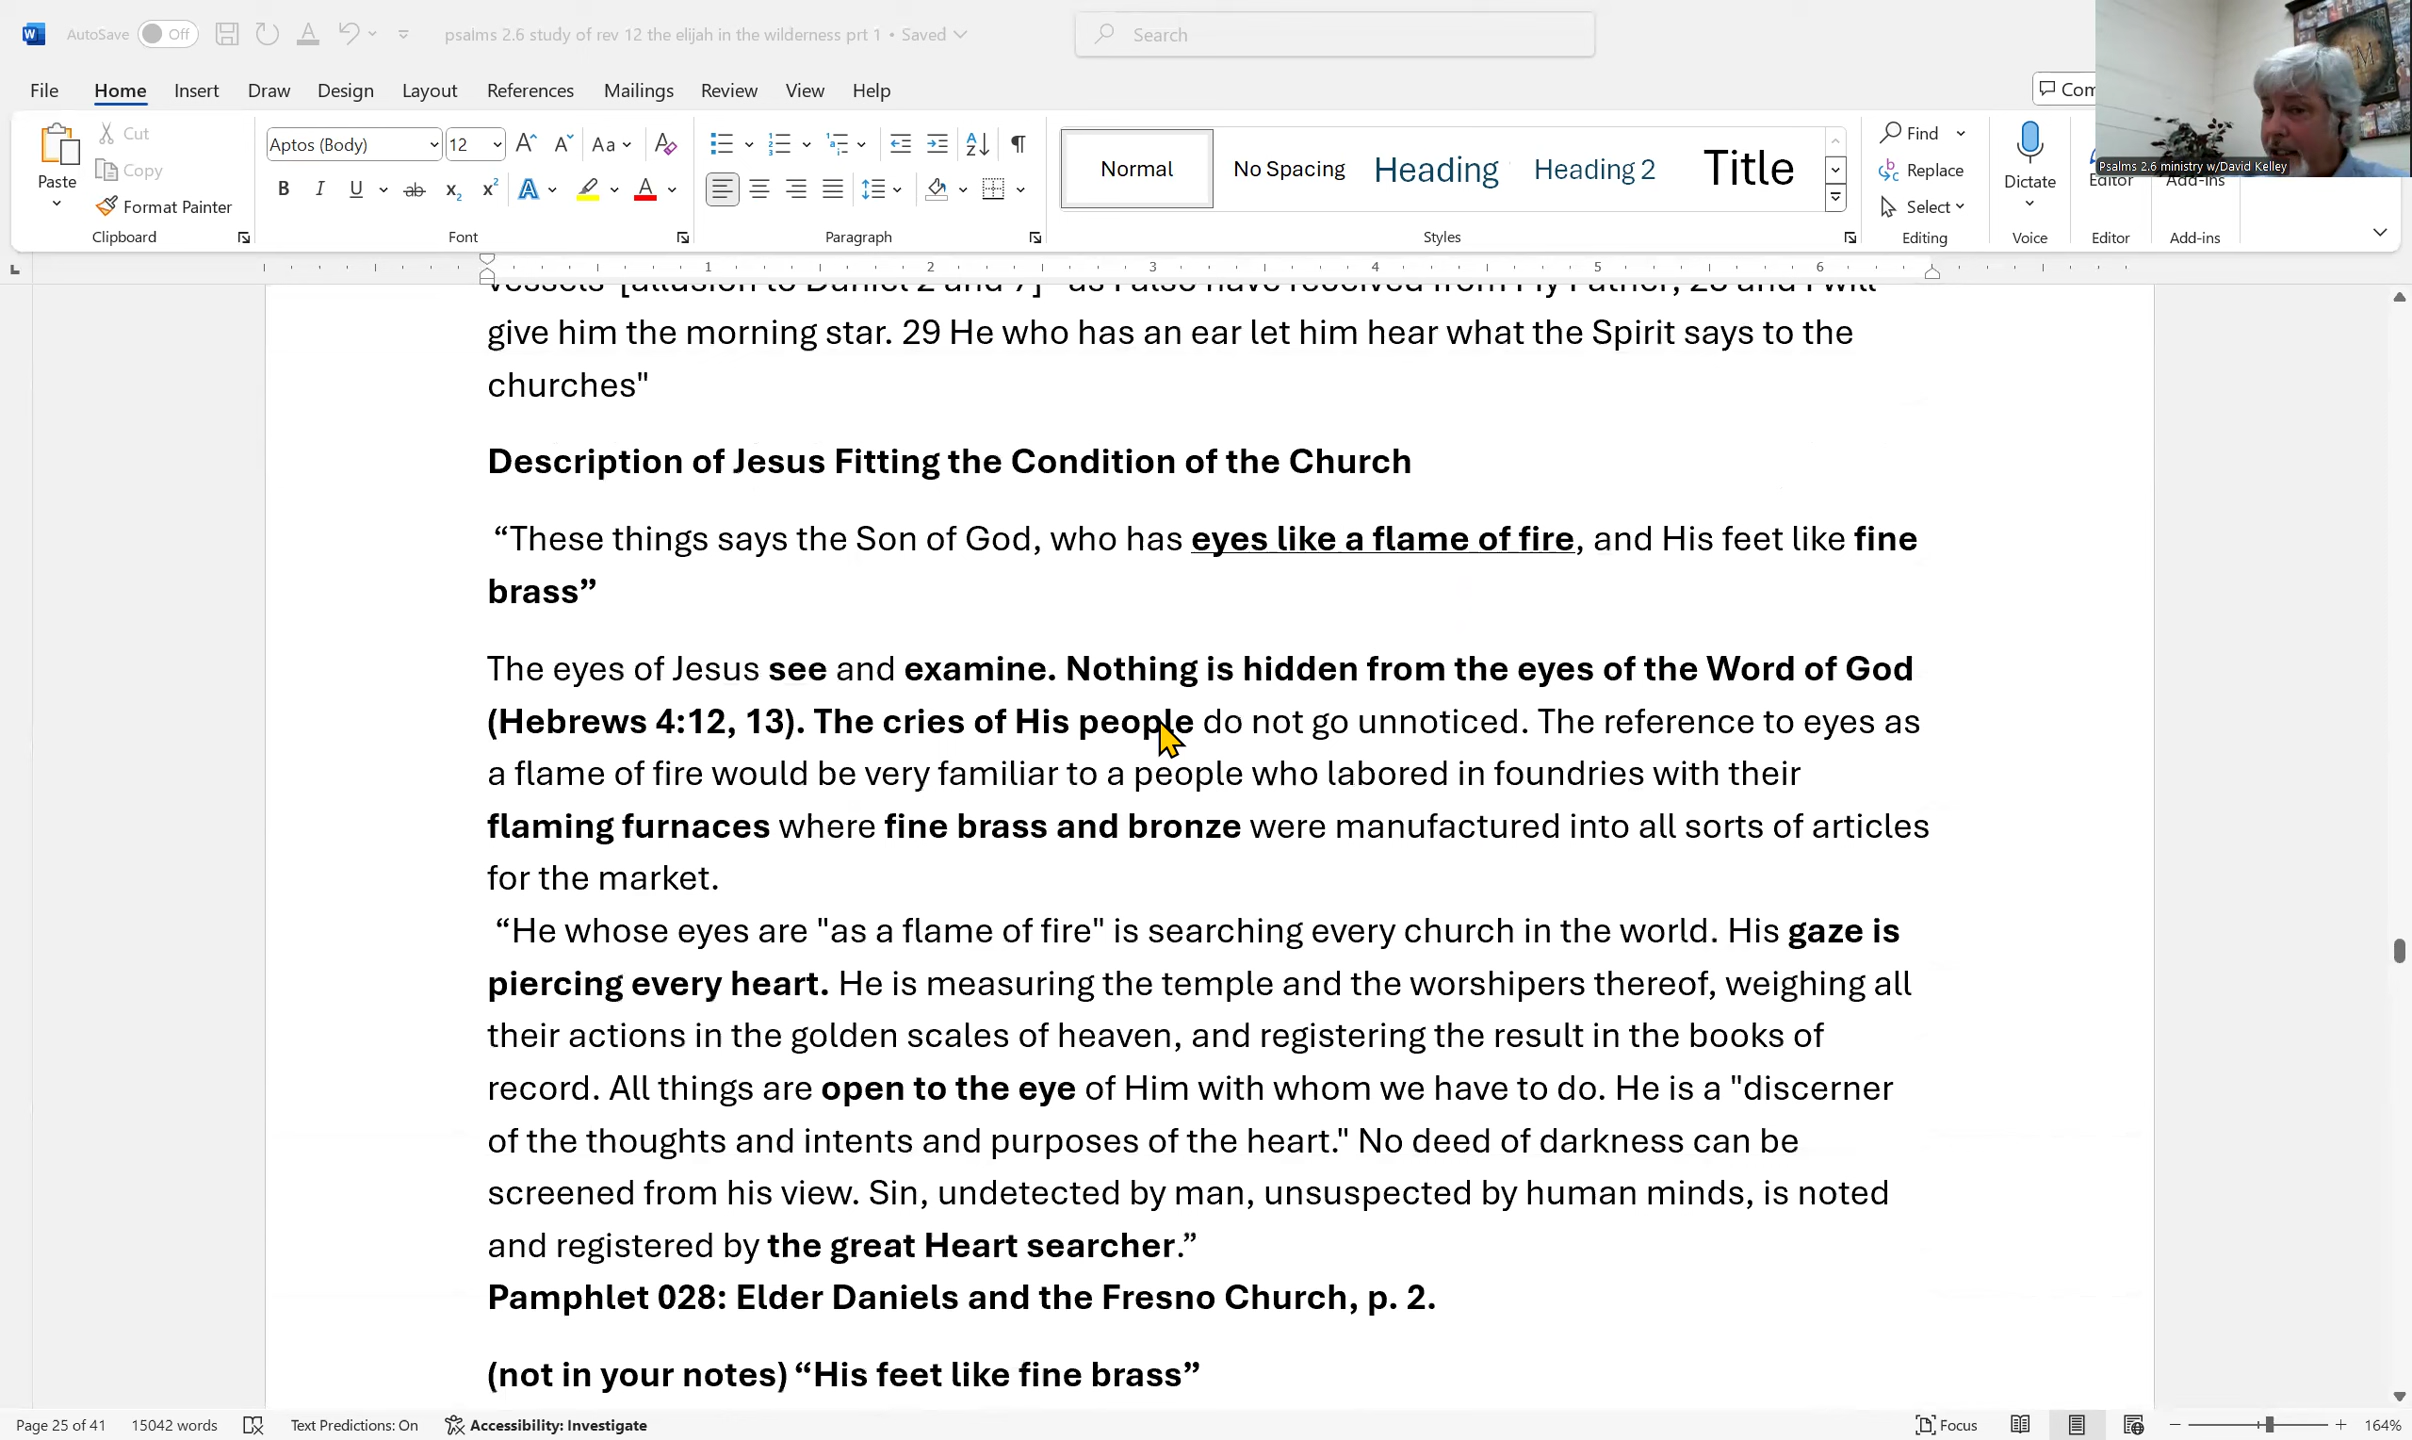 AutoSave Off psalms 2.6 study of rev 12 the elijah in the wilderness prt 1 • Saved Search
File Home Insert Draw Design Layout References Mailings Review View Help
Psalms 2.6 ministry w/David Kelley
Paste Cut Copy Format Painter
Clipboard
Aptos (Body) 12
Font
Paragraph
Normal No Spacing Heading Heading 2 Title
Styles
Find Replace Select
Editing
Dictate
Voice
Editor
Editor
Add-ins
Add-ins
1 2 3 4 5 6
give him the morning star. 29 He who has an ear let him hear what the Spirit says to the
churches"
Description of Jesus Fitting the Condition of the Church
“These things says the Son of God, who has eyes like a flame of fire, and His feet like fine
brass”
The eyes of Jesus see and examine. Nothing is hidden from the eyes of the Word of God
(Hebrews 4:12, 13). The cries of His people do not go unnoticed. The reference to eyes as
a flame of fire would be very familiar to a people who labored in foundries with their
flaming furnaces where fine brass and bronze were manufactured into all sorts of articles
for the market.
“He whose eyes are "as a flame of fire" is searching every church in the world. His gaze is
piercing every heart. He is measuring the temple and the worshipers thereof, weighing all
their actions in the golden scales of heaven, and registering the result in the books of
record. All things are open to the eye of Him with whom we have to do. He is a "discerner
of the thoughts and intents and purposes of the heart." No deed of darkness can be
screened from his view. Sin, undetected by man, unsuspected by human minds, is noted
and registered by the great Heart searcher.”
Pamphlet 028: Elder Daniels and the Fresno Church, p. 2.
(not in your notes) “His feet like fine brass”
Page 25 of 41 15042 words Text Predictions: On Accessibility: Investigate Focus 164%